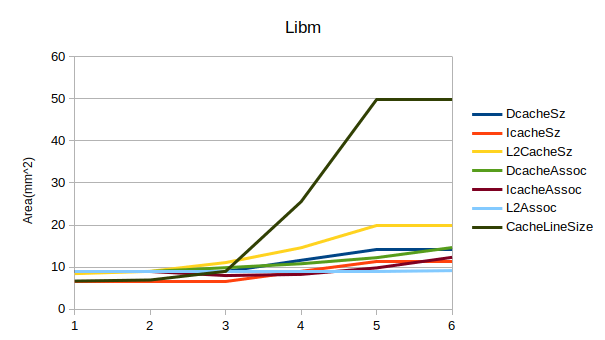 Libm
60
50
40
30
20
10
0
Area(mm^2)
1 2 3 4 5 6
DcacheSz
IcacheSz
L2CacheSz
DcacheAssoc
IcacheAssoc
L2Assoc
CacheLineSize